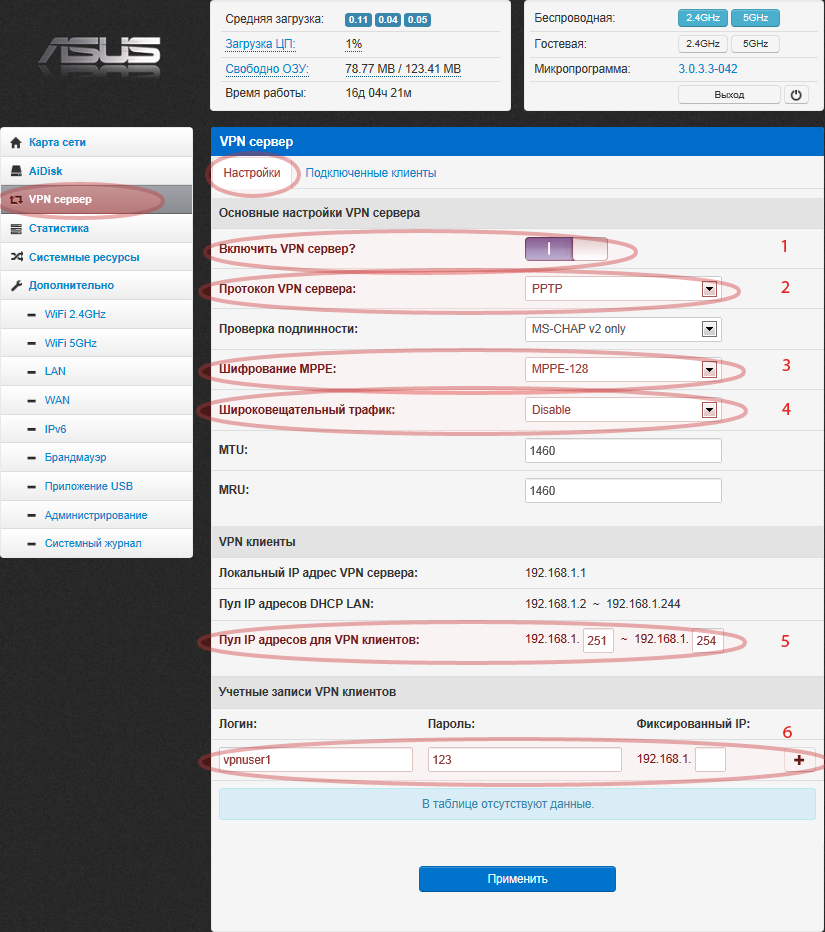 ASUS
Средняя загрузка: 0.11 0.04 0.05
Загрузка ЦП: 1%
Свободно ОЗУ: 78.77 MB / 123.41 MB
Время работы: 16д 04ч 21м
Беспроводная: 2.4GHz 5GHz
Гостевая: 2.4GHz 5GHz
Микропрограмма: 3.0.3.3-042
Выход
Карта сети
AiDisk
VPN сервер
Статистика
Системные ресурсы
Дополнительно
WiFi 2.4GHz
WiFi 5GHz
LAN
WAN
IPv6
Брандмауэр
Приложение USB
Администрирование
Системный журнал
VPN сервер
Настройки Подключенные клиенты
Основные настройки VPN сервера
Включить VPN сервер? 1
Протокол VPN сервера: PPTP 2
Проверка подлинности: MS-CHAP v2 only
Шифрование MPPE: MPPE-128 3
Широковещательный трафик: Disable 4
MTU: 1460
MRU: 1460
VPN клиенты
Локальный IP адрес VPN сервера: 192.168.1.1
Пул IP адресов DHCP LAN: 192.168.1.2 ~ 192.168.1.244
Пул IP адресов для VPN клиентов: 192.168.1. 251 ~ 192.168.1. 254 5
Учетные записи VPN клиентов
Логин: Пароль: Фиксированный IP: 6
vpnuser1 123 192.168.1. +
В таблице отсутствуют данные.
Применить